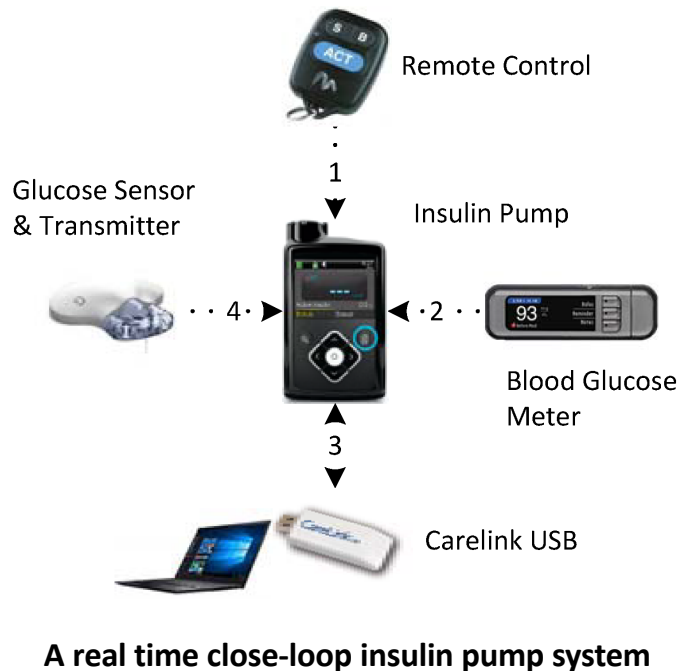 S B
ACT
Remote Control
1
Glucose Sensor
& Transmitter
Insulin Pump
4
2
93
Blood Glucose
Meter
3
Carelink USB
A real time close-loop insulin pump system